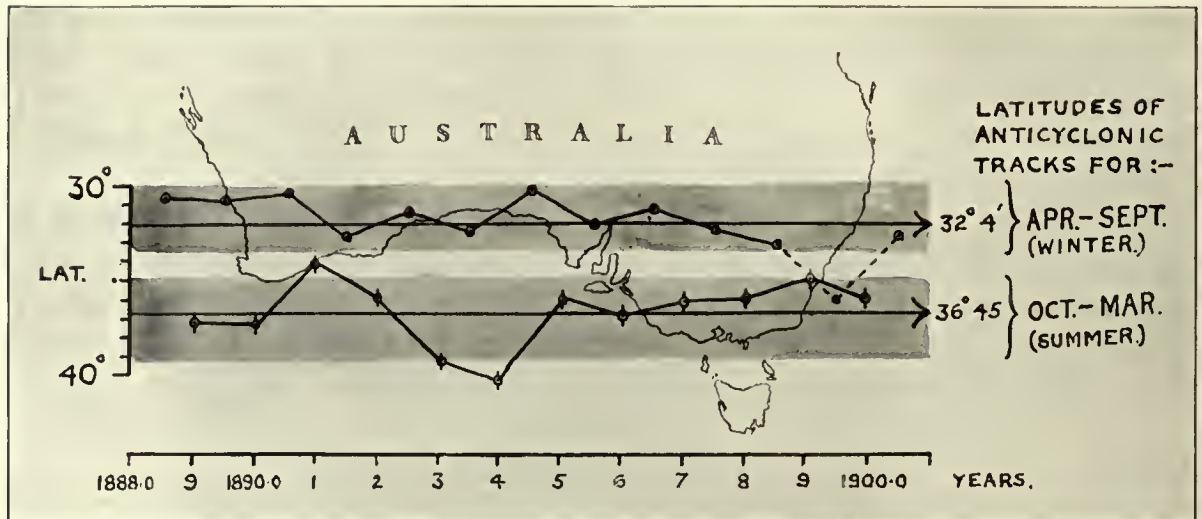 AUSTRALIA
LATITUDES OF
ANTICYCLONIC
TRACKS FOR:-
30°
32° 4'
APR.- SEPT.
(WINTER.)
LAT.
36° 45
OCT.- MAR.
(SUMMER.)
40°
1888·0 9 1890·0 1 2 3 4 5 6 7 8 9 1900·0 YEARS.